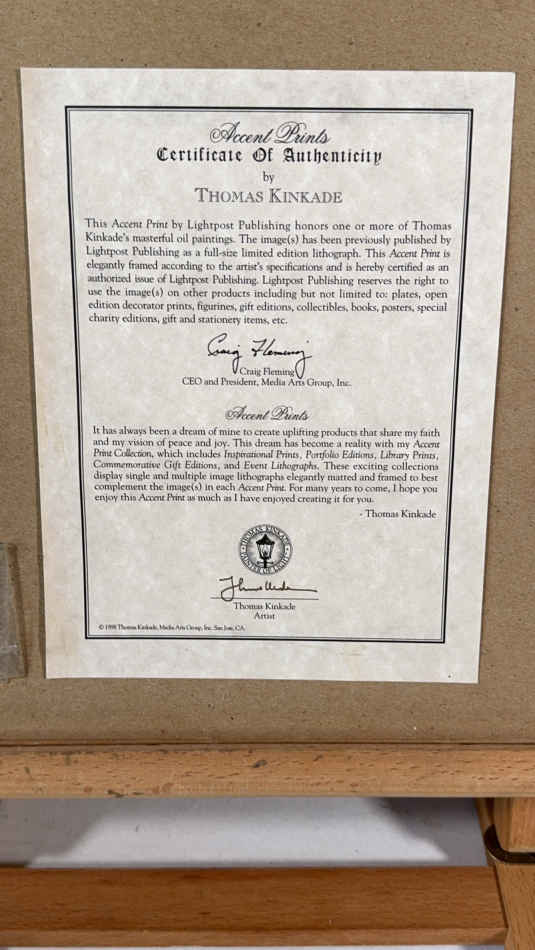 Accent Prints
Certificate Of Authenticity
by
THOMAS KINKADE
This Accent Print by Lightpost Publishing honors one or more of Thomas
Kinkade's masterful oil paintings. The image(s) has been previously published by
Lightpost Publishing as a full-size limited edition lithograph. This Accent Print is
elegantly framed according to the artist's specifications and is hereby certified as an
authorized issue of Lightpost Publishing. Lightpost Publishing reserves the right to
use the image(s) on other products including but not limited to: plates, open
edition decorator prints, figurines, gift editions, collectibles, books, posters, special
charity editions, gift and stationery items, etc.
Craig Fleming
Craig Fleming
CEO and President, Media Arts Group, Inc.
Accent Prints
It has always been a dream of mine to create uplifting products that share my faith
and my vision of peace and joy. This dream has become a reality with my Accent
Print Collection, which includes Inspirational Prints, Portfolio Editions, Library Prints,
Commemorative Gift Editions, and Event Lithographs. These exciting collections
display single and multiple image lithographs elegantly matted and framed to best
complement the image(s) in each Accent Print. For many years to come, I hope you
enjoy this Accent Print as much as I have enjoyed creating it for you.
- Thomas Kinkade
THOMAS KINKADE
PAINTER OF LIGHT
Thomas Kinkade
Artist
© 1998 Thomas Kinkade, Media Arts Group, Inc. San Jose, CA.